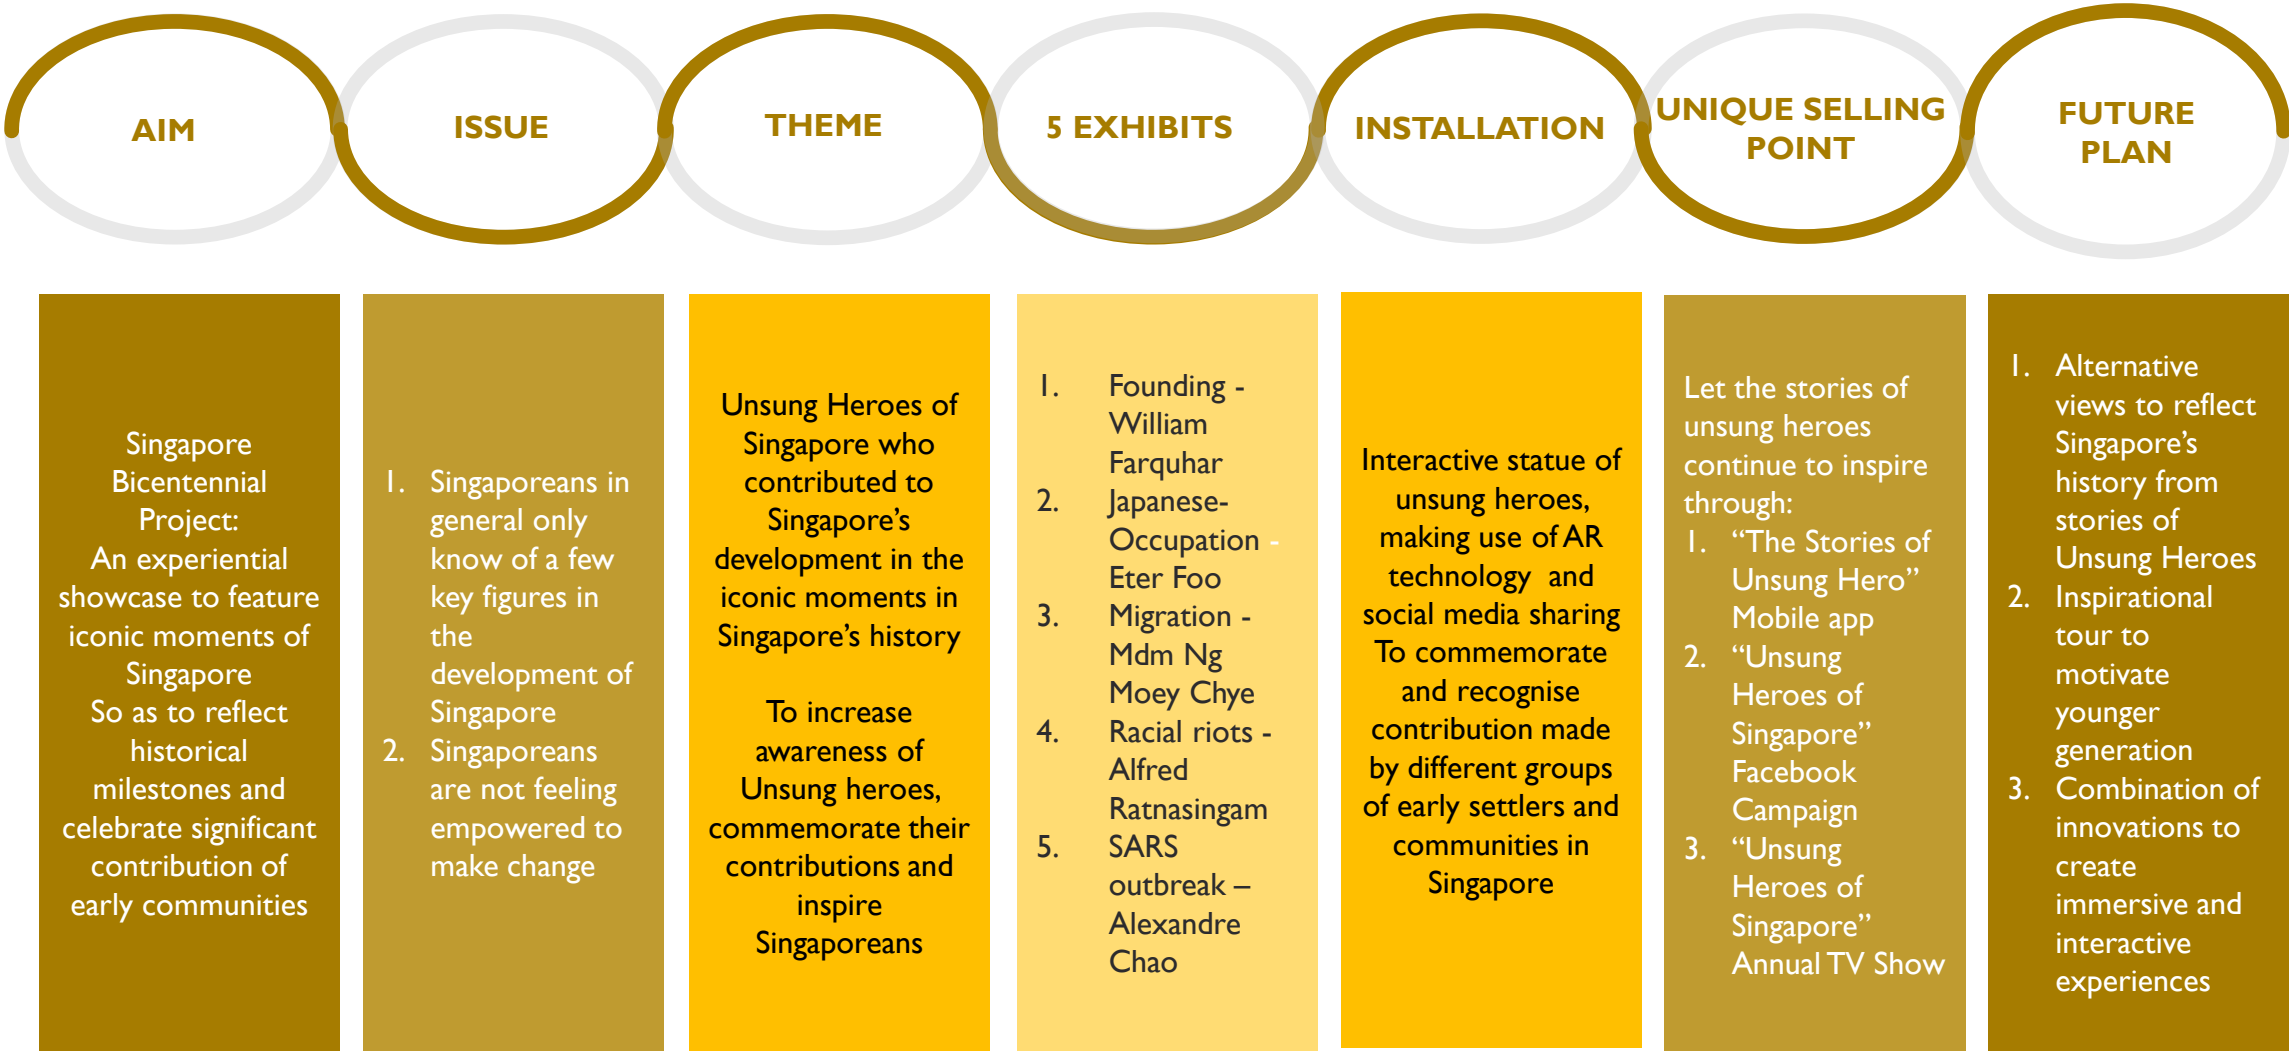 AIM
ISSUE
THEME
5 EXHIBITS
INSTALLATION
UNIQUE SELLING
POINT
FUTURE
PLAN
Singapore
Bicentennial
Project:
An experiential
showcase to feature
iconic moments of
Singapore
So as to reflect
historical
milestones and
celebrate significant
contribution of
early communities
1. Singaporeans in
general only
know of a few
key figures in
the
development of
Singapore
2. Singaporeans
are not feeling
empowered to
make change
Unsung Heroes of
Singapore who
contributed to
Singapore’s
development in the
iconic moments in
Singapore’s history
To increase
awareness of
Unsung heroes,
commemorate their
contributions and
inspire
Singaporeans
1. Founding -
William
Farquhar
2. Japanese-
Occupation -
Eter Foo
3. Migration -
Mdm Ng
Moey Chye
4. Racial riots -
Alfred
Ratnasingam
5. SARS
outbreak –
Alexandre
Chao
Interactive statue of
unsung heroes,
making use of AR
technology and
social media sharing
To commemorate
and recognise
contribution made
by different groups
of early settlers and
communities in
Singapore
Let the stories of
unsung heroes
continue to inspire
through:
1. “The Stories of
Unsung Hero”
Mobile app
2. “Unsung
Heroes of
Singapore”
Facebook
Campaign
3. “Unsung
Heroes of
Singapore”
Annual TV Show
1. Alternative
views to reflect
Singapore’s
history from
stories of
Unsung Heroes
2. Inspirational
tour to
motivate
younger
generation
3. Combination of
innovations to
create
immersive and
interactive
experiences